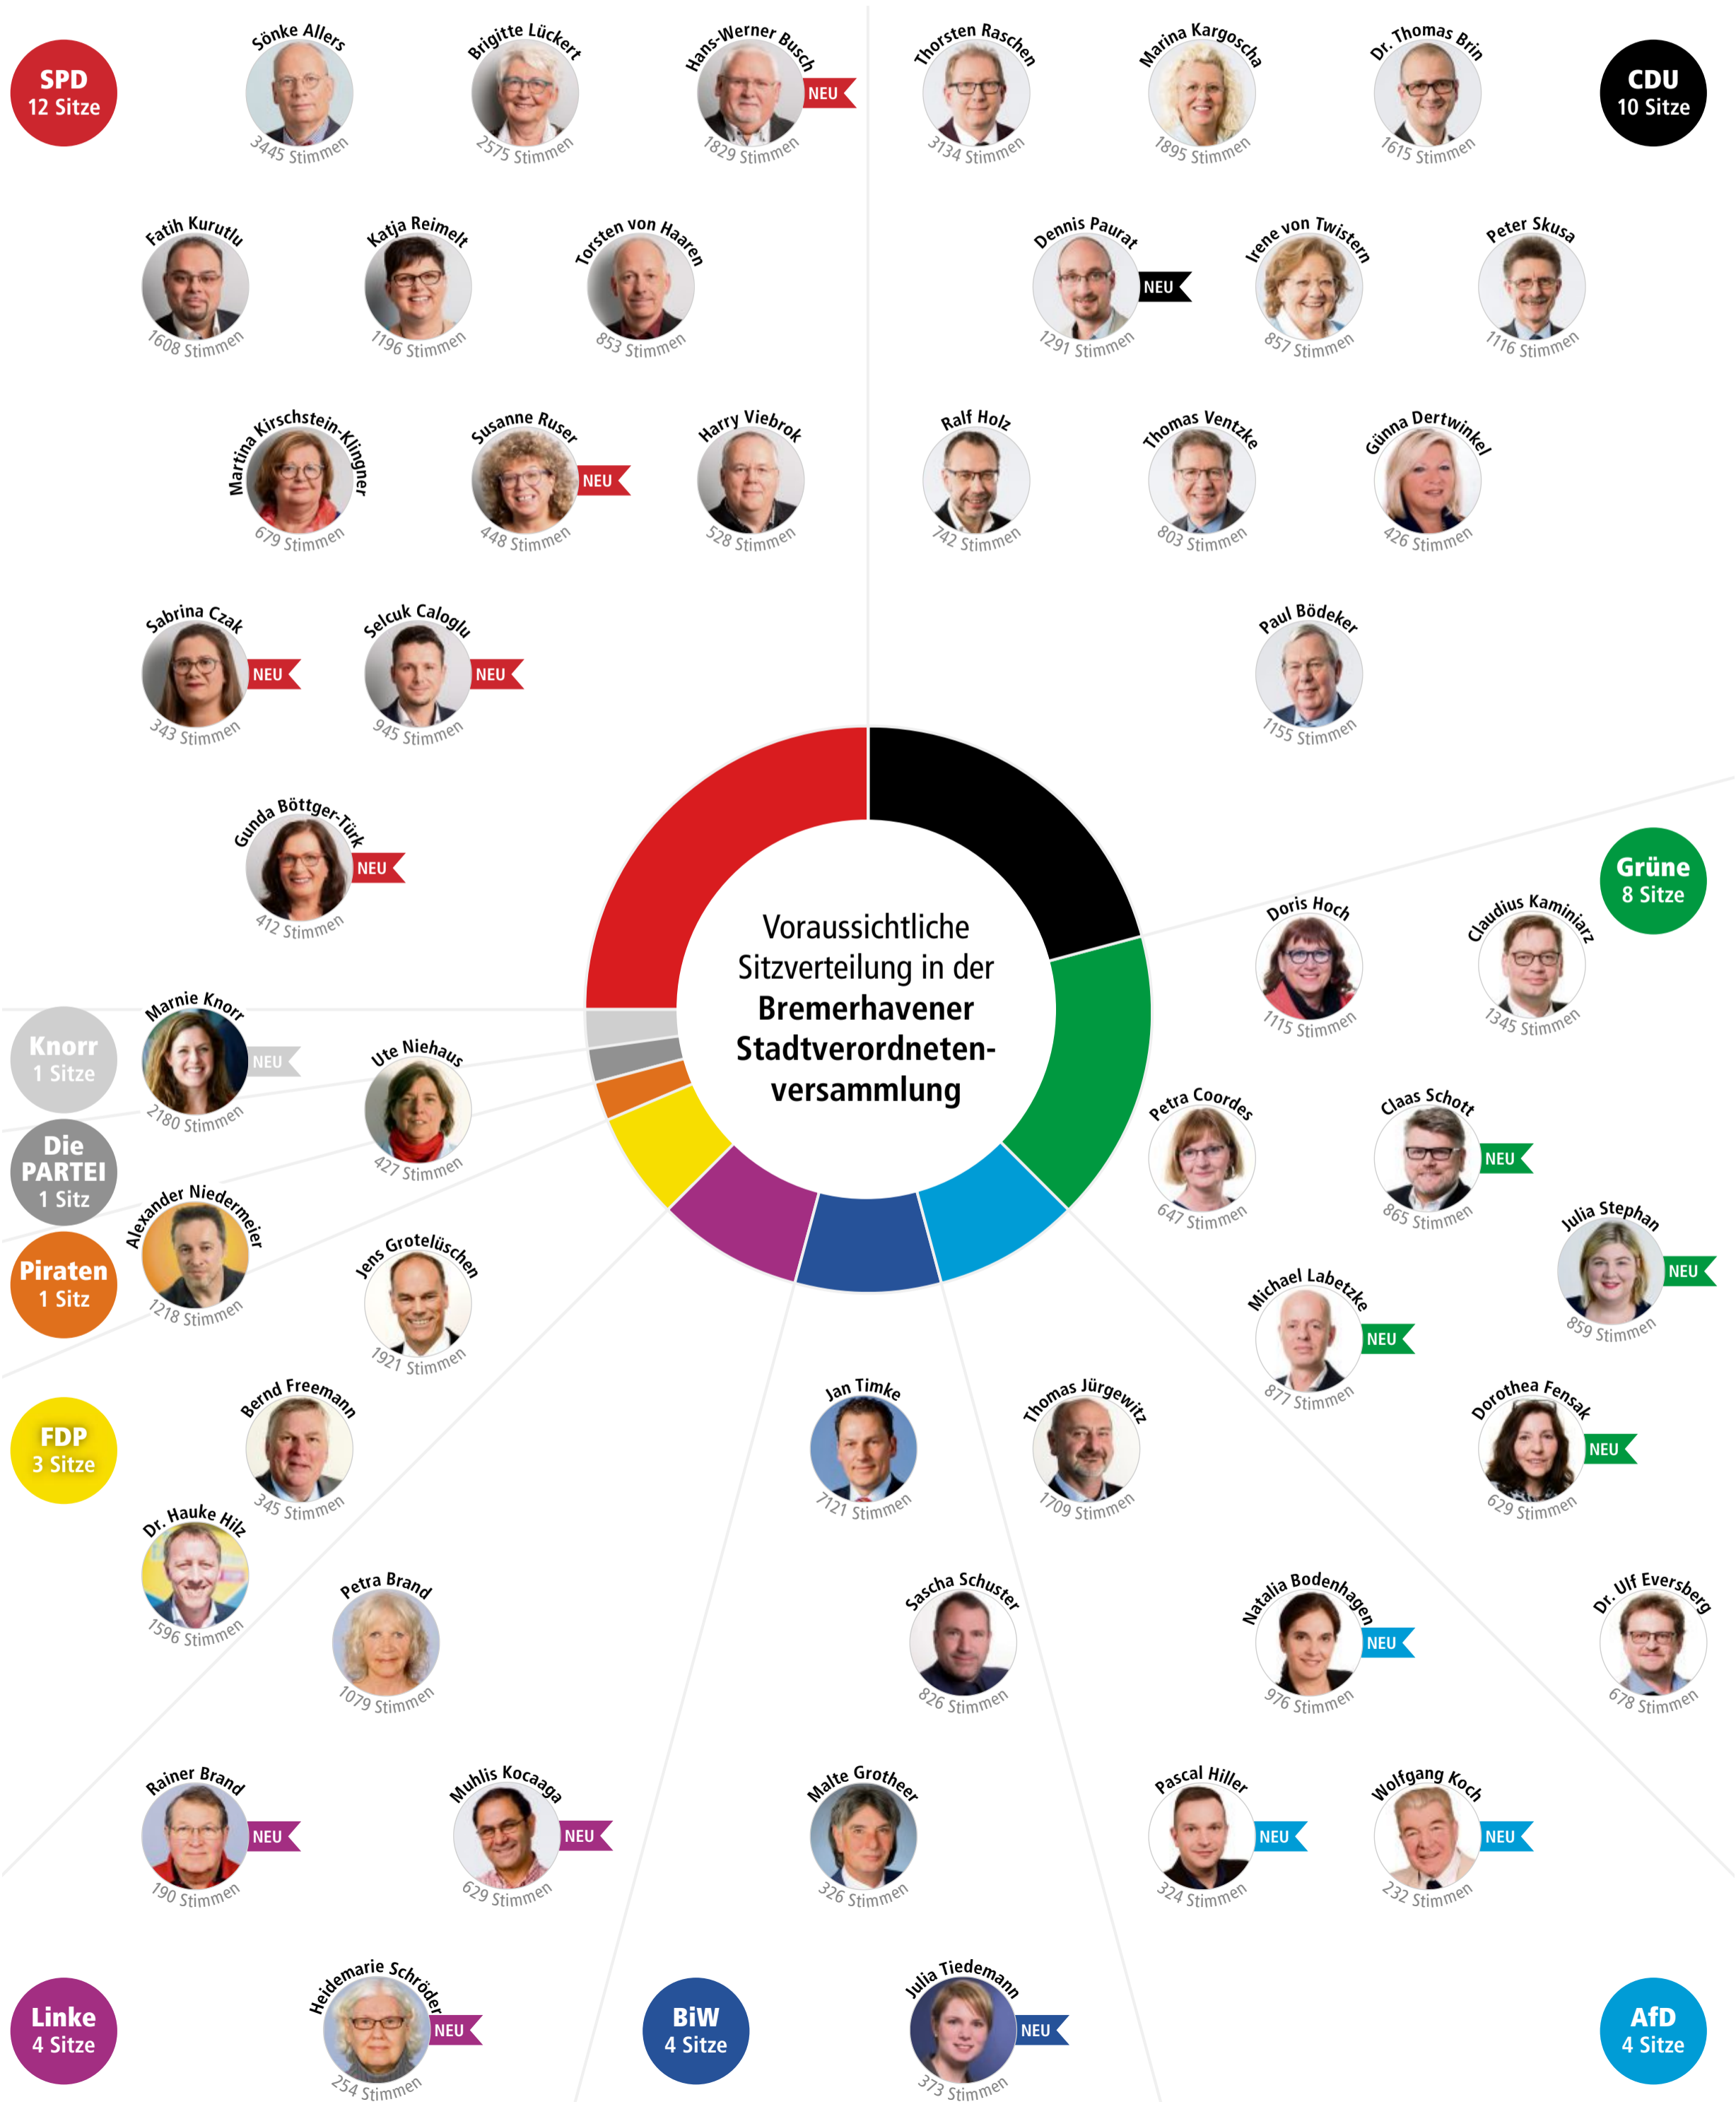 SPD
12 Sitze
Sönke Allers
3445 Stimmen
Brigitte Lückert
2575 Stimmen
Hans-Werner Busch
NEU
1829 Stimmen
Thorsten Raschen
3134 Stimmen
Marina Kargoscha
1895 Stimmen
Dr. Thomas Brin
1615 Stimmen
CDU
10 Sitze
Fatih Kurutlu
1608 Stimmen
Katja Reimelt
1196 Stimmen
Torsten von Haaren
853 Stimmen
Dennis Paurat
NEU
1291 Stimmen
Irene von Twistern
857 Stimmen
Peter Skusa
1116 Stimmen
Martina Kirschstein-Klingner
679 Stimmen
Susanne Ruser
NEU
448 Stimmen
Harry Viebrok
528 Stimmen
Ralf Holz
742 Stimmen
Thomas Ventzke
803 Stimmen
Günna Dertwinkel
426 Stimmen
Sabrina Czak
NEU
343 Stimmen
Selcuk Caloglu
NEU
945 Stimmen
Paul Bödeker
1155 Stimmen
Gunda Böttger-Türk
NEU
412 Stimmen
Voraussichtliche
Sitzverteilung in der
Bremerhavener
Stadtverordneten-
versammlung
Grüne
8 Sitze
Doris Hoch
1115 Stimmen
Claudius Kaminiarz
1345 Stimmen
Knorr
1 Sitze
Marnie Knorr
NEU
2180 Stimmen
Ute Niehaus
427 Stimmen
Die
PARTEI
1 Sitz
Petra Coordes
647 Stimmen
Claas Schott
NEU
865 Stimmen
Piraten
1 Sitz
Alexander Niedermeier
1218 Stimmen
Jens Grotelüschen
1921 Stimmen
Julia Stephan
NEU
859 Stimmen
Michael Labetzke
NEU
877 Stimmen
FDP
3 Sitze
Bernd Freemann
345 Stimmen
Jan Timke
7121 Stimmen
Thomas Jürgewitz
1709 Stimmen
Dorothea Fensak
NEU
629 Stimmen
Dr. Hauke Hilz
1596 Stimmen
Petra Brand
1079 Stimmen
Sascha Schuster
826 Stimmen
Natalia Bodenhagen
NEU
976 Stimmen
Dr. Ulf Eversberg
678 Stimmen
Rainer Brand
NEU
190 Stimmen
Muhlis Kocaaga
NEU
629 Stimmen
Malte Grotheer
326 Stimmen
Pascal Hiller
NEU
324 Stimmen
Wolfgang Koch
NEU
232 Stimmen
Linke
4 Sitze
Heidemarie Schröder
NEU
254 Stimmen
BiW
4 Sitze
Julia Tiedemann
NEU
373 Stimmen
AfD
4 Sitze